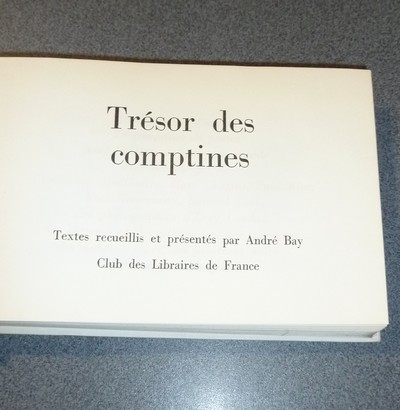 Trésor des
comptines
Textes recueillis et présentés par André Bay
Club des Libraires de France